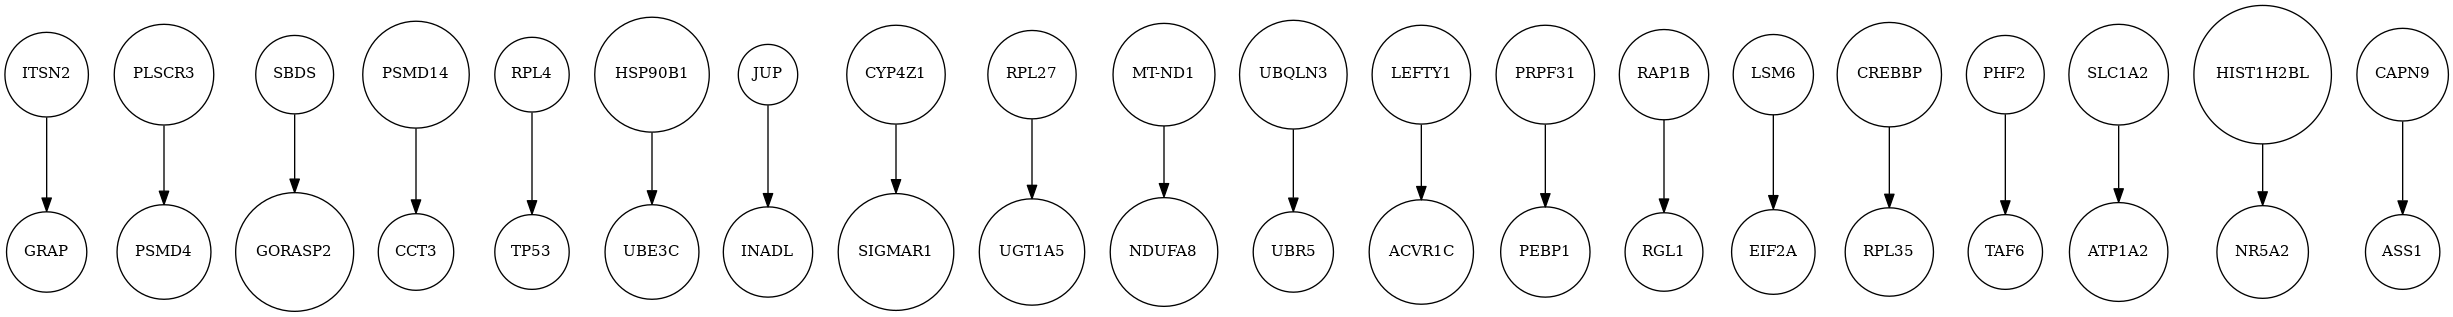 ITSN2 PLSCR3 SBDS PSMD14 RPL4 HSP90B1 JUP CYP4Z1 RPL27 MT-ND1 UBQLN3 LEFTY1 PRPF31 RAP1B LSM6 CREBBP PHF2 SLC1A2 HIST1H2BL CAPN9
GRAP PSMD4 GORASP2 CCT3 TP53 UBE3C INADL SIGMAR1 UGT1A5 NDUFA8 UBR5 ACVR1C PEBP1 RGL1 EIF2A RPL35 TAF6 ATP1A2 NR5A2 ASS1